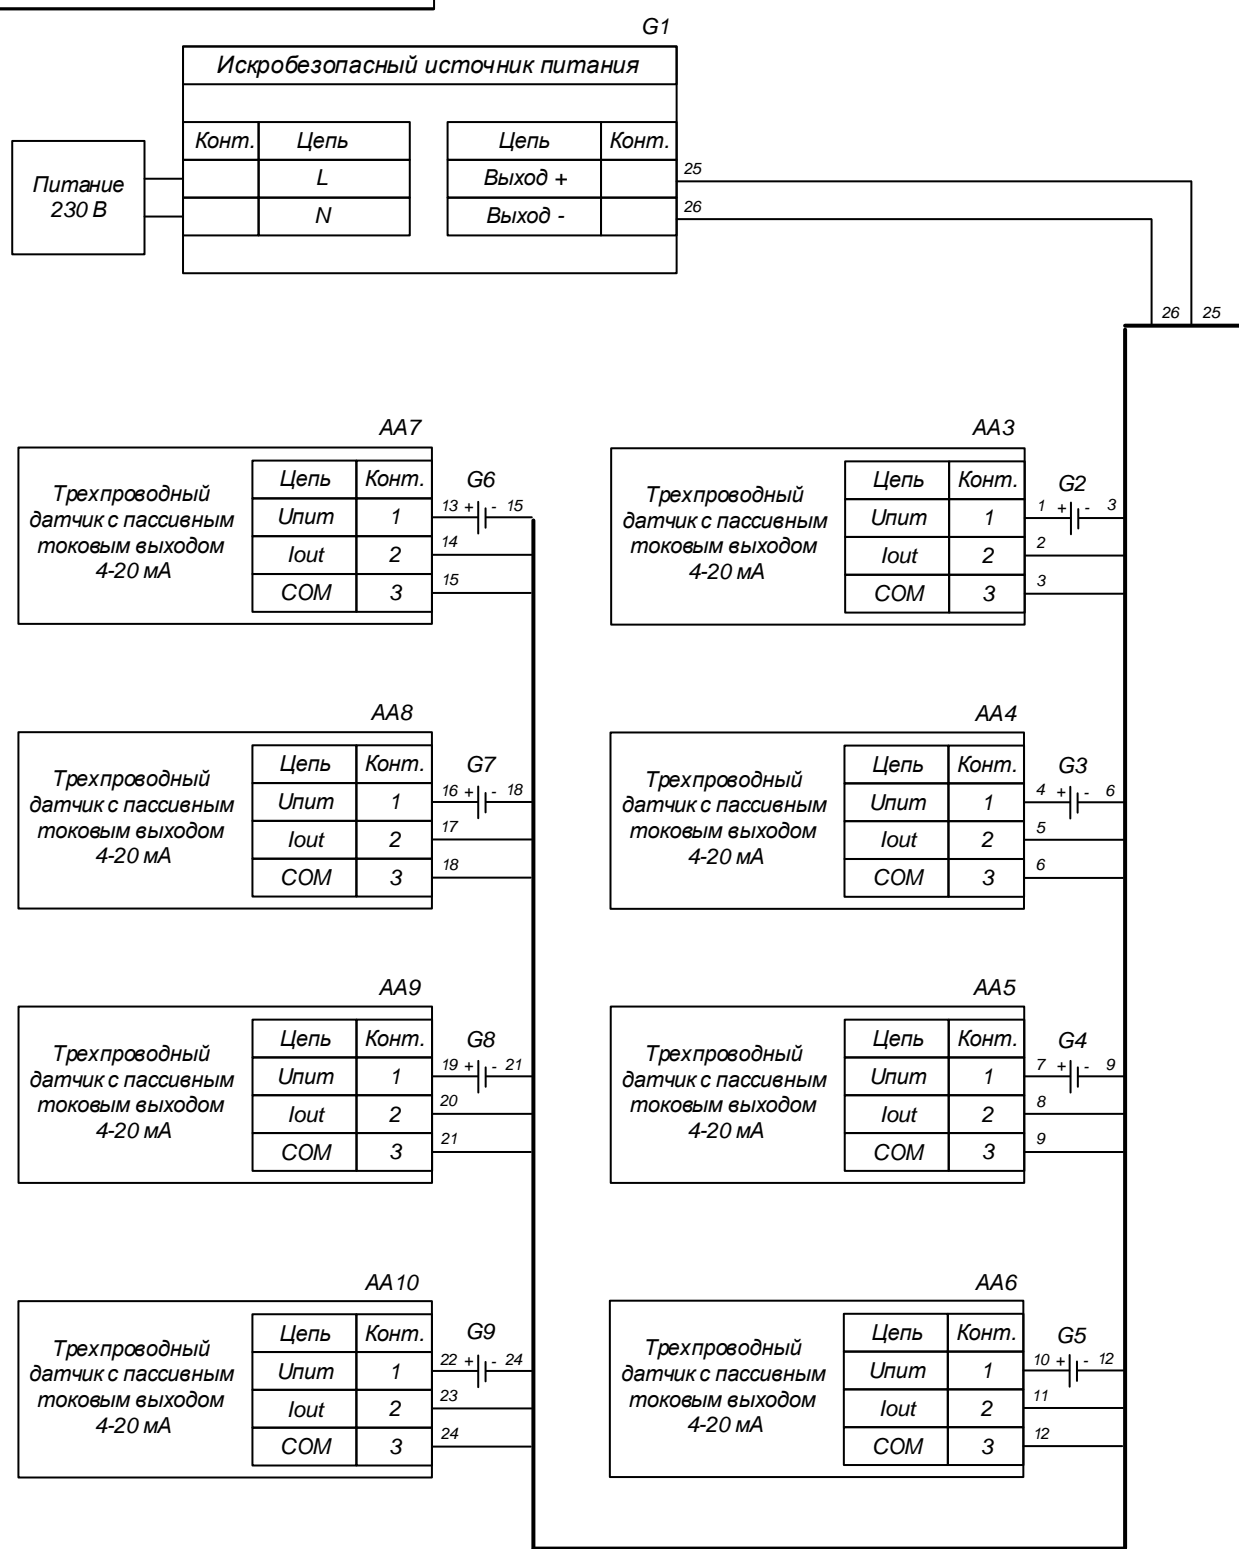 G1
Искробезопасный источник питания
Конт. Цепь Цепь Конт.
Питание
230 В
L Выход + 25
N Выход - 26
26 25
AA7
Трехпроводный
датчик с пассивным
токовым выходом
4-20 мА
Цепь Конт. G6
Uпит 1 13 + - 15
Iout 2 14
COM 3 15
AA3
Трехпроводный
датчик с пассивным
токовым выходом
4-20 мА
Цепь Конт. G2
Uпит 1 1 + - 3
Iout 2 2
COM 3 3
AA8
Трехпроводный
датчик с пассивным
токовым выходом
4-20 мА
Цепь Конт. G7
Uпит 1 16 + - 18
Iout 2 17
COM 3 18
AA4
Трехпроводный
датчик с пассивным
токовым выходом
4-20 мА
Цепь Конт. G3
Uпит 1 4 + - 6
Iout 2 5
COM 3 6
AA9
Трехпроводный
датчик с пассивным
токовым выходом
4-20 мА
Цепь Конт. G8
Uпит 1 19 + - 21
Iout 2 20
COM 3 21
AA5
Трехпроводный
датчик с пассивным
токовым выходом
4-20 мА
Цепь Конт. G4
Uпит 1 7 + - 9
Iout 2 8
COM 3 9
AA10
Трехпроводный
датчик с пассивным
токовым выходом
4-20 мА
Цепь Конт. G9
Uпит 1 22 + - 24
Iout 2 23
COM 3 24
AA6
Трехпроводный
датчик с пассивным
токовым выходом
4-20 мА
Цепь Конт. G5
Uпит 1 10 + - 12
Iout 2 11
COM 3 12